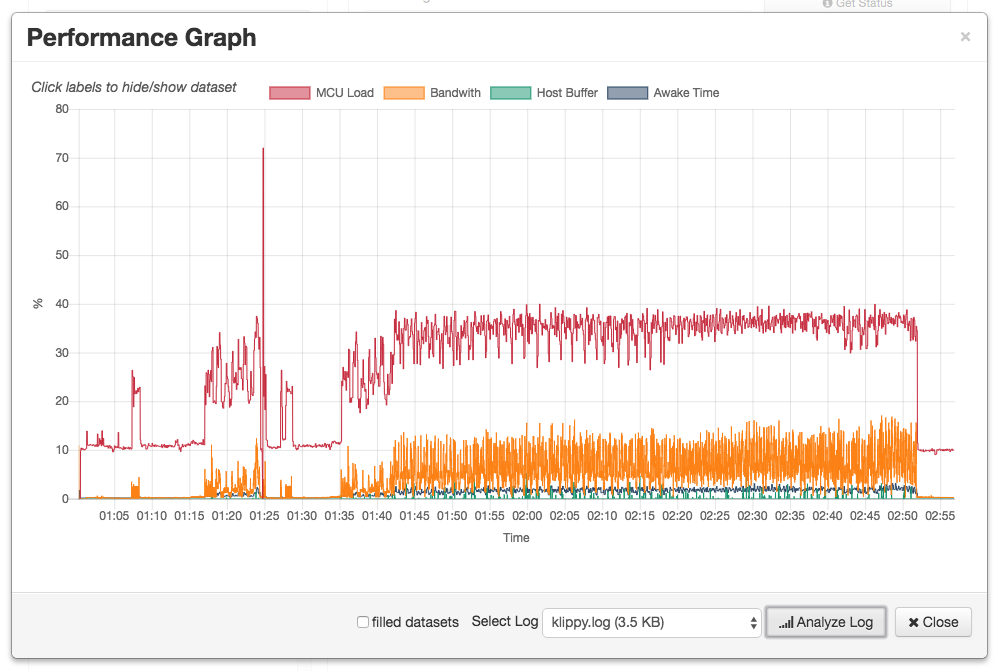 Get Status
Performance Graph
×
Click labels to hide/show dataset
MCU Load Bandwith Host Buffer Awake Time
80
70
60
50
% 40
30
20
10
0
01:05 01:10 01:15 01:20 01:25 01:30 01:35 01:40 01:45 01:50 01:55 02:00 02:05 02:10 02:15 02:20 02:25 02:30 02:35 02:40 02:45 02:50 02:55
Time
filled datasets Select Log klippy.log (3.5 KB) Analyze Log Close